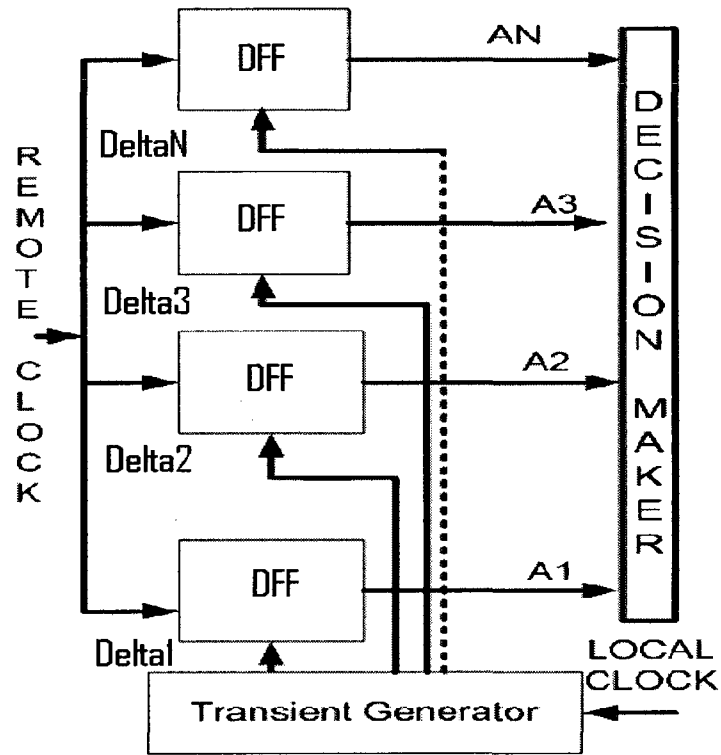 AN
DFF
DeltaN
REMOTE CLOCK
A3
DFF
Delta3
DECISION MAKER
A2
DFF
Delta2
A1
DFF
Delta1
LOCAL
CLOCK
Transient Generator